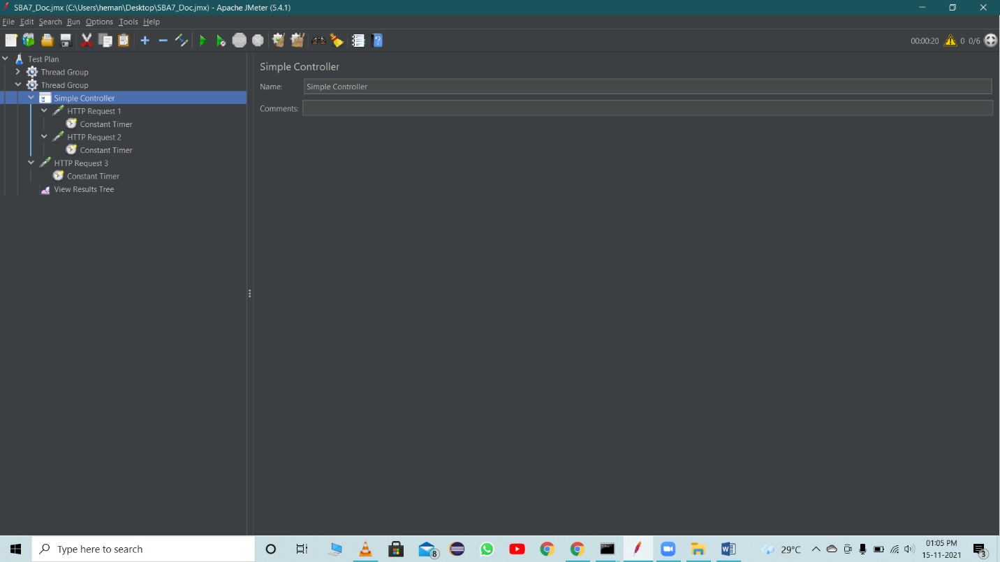 SBA7_Doc.jmx (C:\Users\heman\Desktop\SBA7_Doc.jmx) - Apache JMeter (5.4.1)
File Edit Search Run Options Tools Help
STOP
00:00:20 0 0/6
Test Plan
Thread Group
Thread Group
Simple Controller
HTTP Request 1
Constant Timer
HTTP Request 2
Constant Timer
HTTP Request 3
Constant Timer
View Results Tree
Simple Controller
Name: Simple Controller
Comments:
Type here to search
8
29°C
01:05 PM
15-11-2021
3